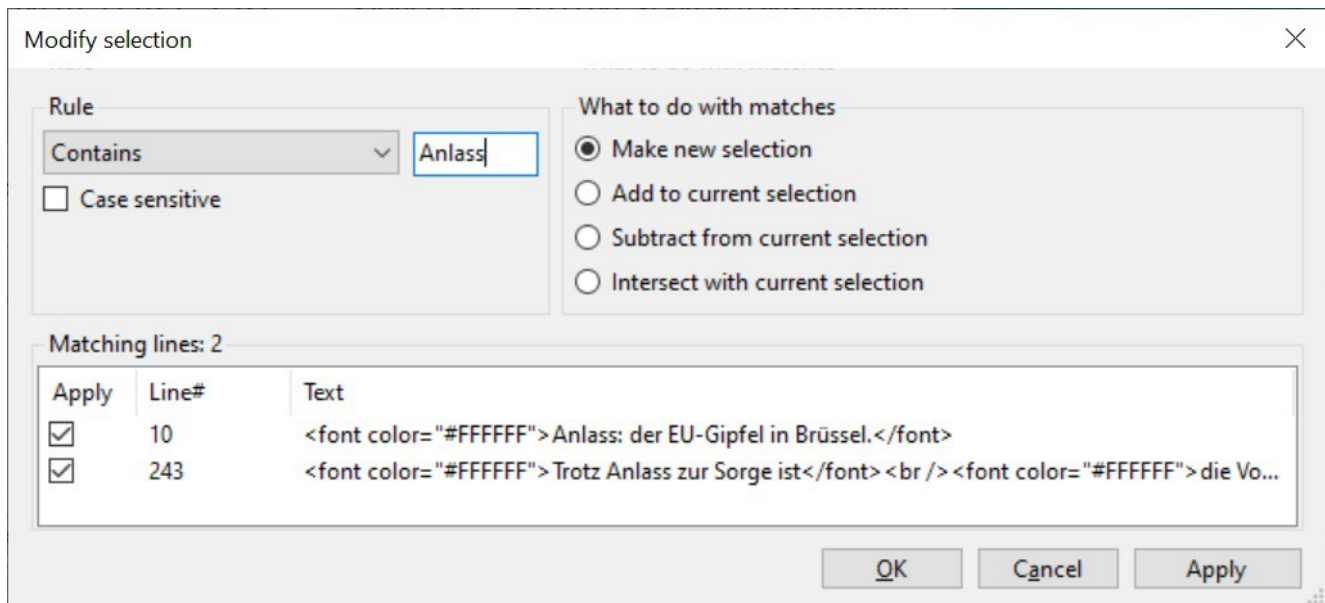 Modify selection
Rule
What to do with matches
Contains
Anlass
Make new selection
Case sensitive
Add to current selection
Subtract from current selection
Intersect with current selection
Matching lines: 2
Apply Line# Text
10 <font color="#FFFFFF">Anlass: der EU-Gipfel in Brüssel.</font>
243 <font color="#FFFFFF">Trotz Anlass zur Sorge ist</font><br /><font color="#FFFFFF">die Vo...
OK Cancel Apply